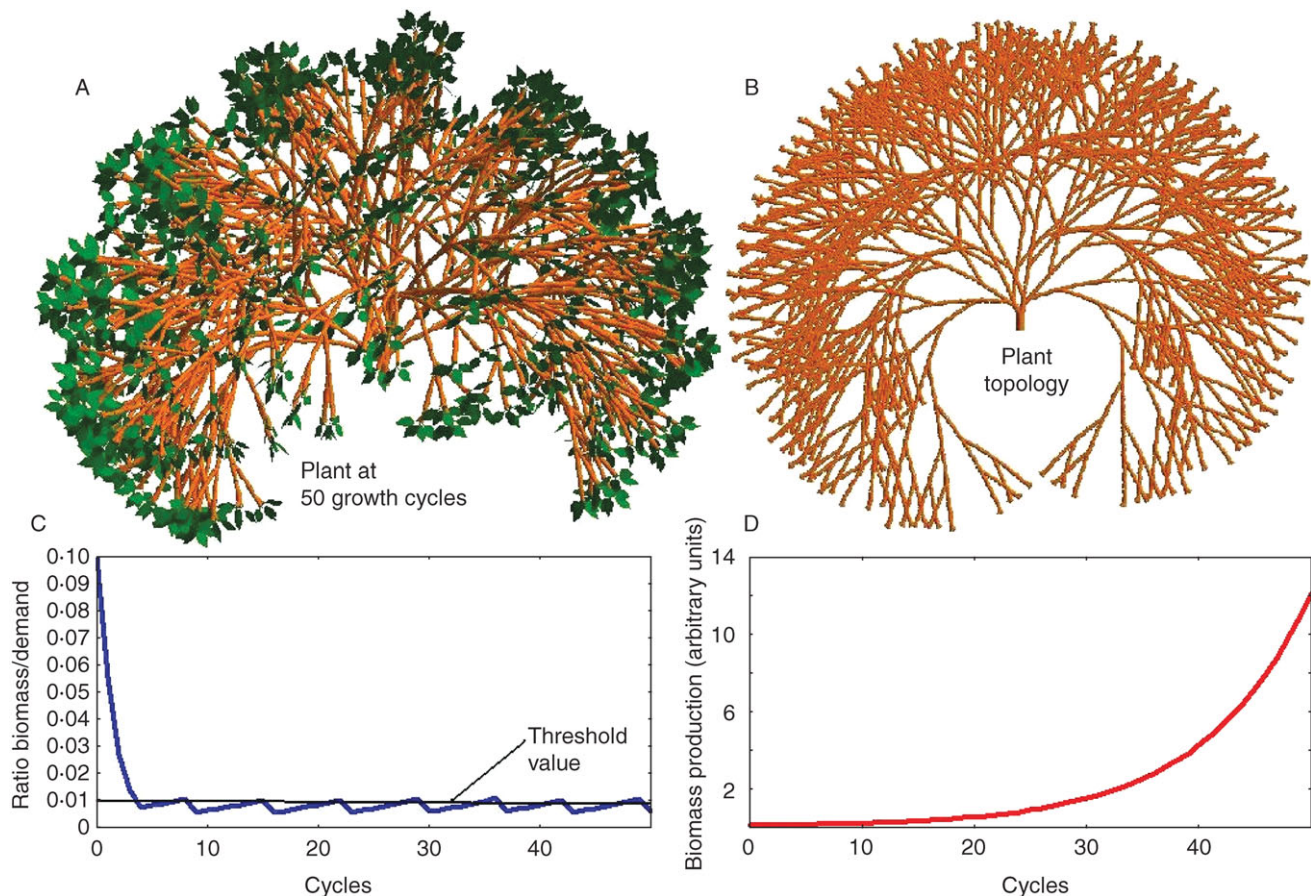 A
B
Plant
topology
Plant at
50 growth cycles
C
Ratio biomass/demand
0·10
0·09
0·08
0·07
0·06
0·05
0·04
0·03
0·02
0·01
0
Threshold
value
0
10
20
30
40
Cycles
D
Biomass production (arbitrary units)
14
12
6
4
2
0
10
20
30
40
Cycles